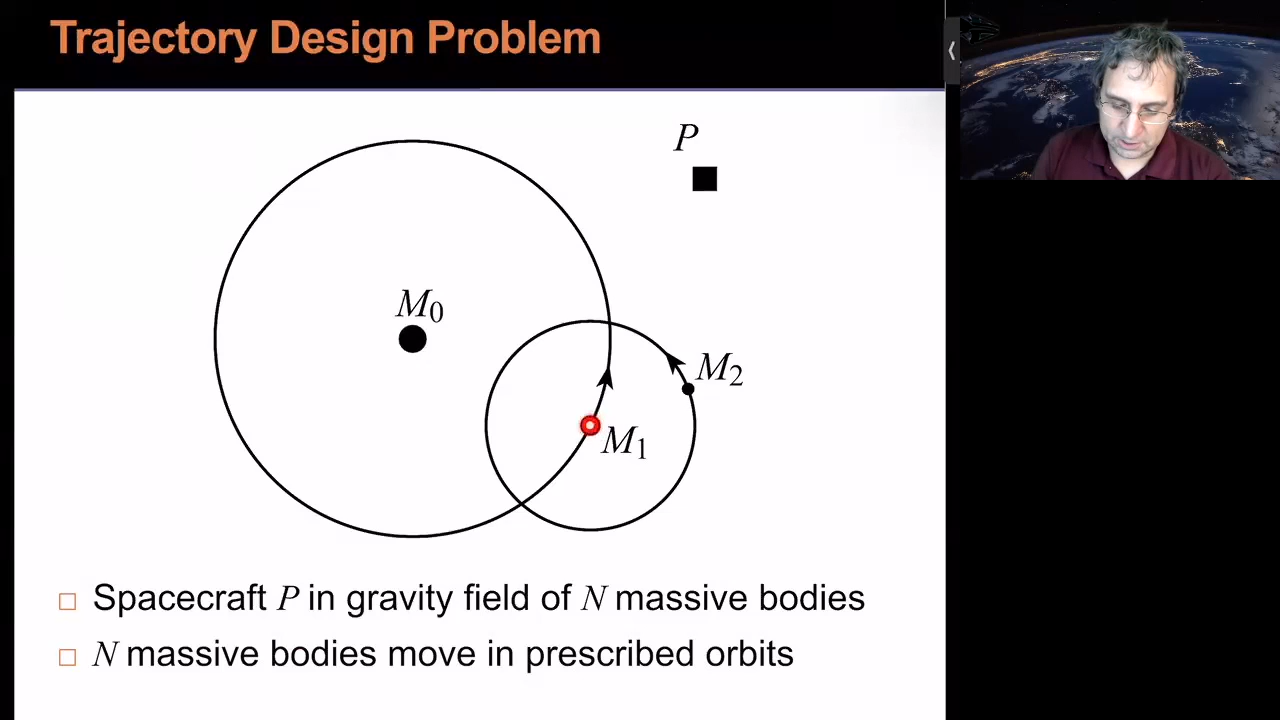 Trajectory Design Problem
P
M₀
M₂
M₁
□ Spacecraft P in gravity field of N massive bodies
□ N massive bodies move in prescribed orbits